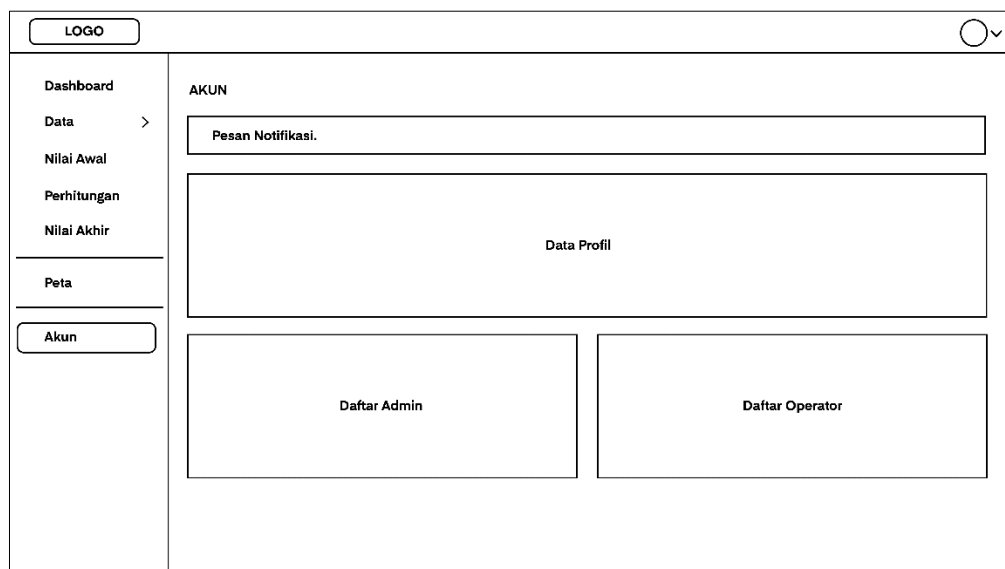 LOGO
Dashboard
Data
Nilai Awal
Perhitungan
Nilai Akhir
Peta
Akun
AKUN
Pesan Notifikasi.
Data Profil
Daftar Admin
Daftar Operator